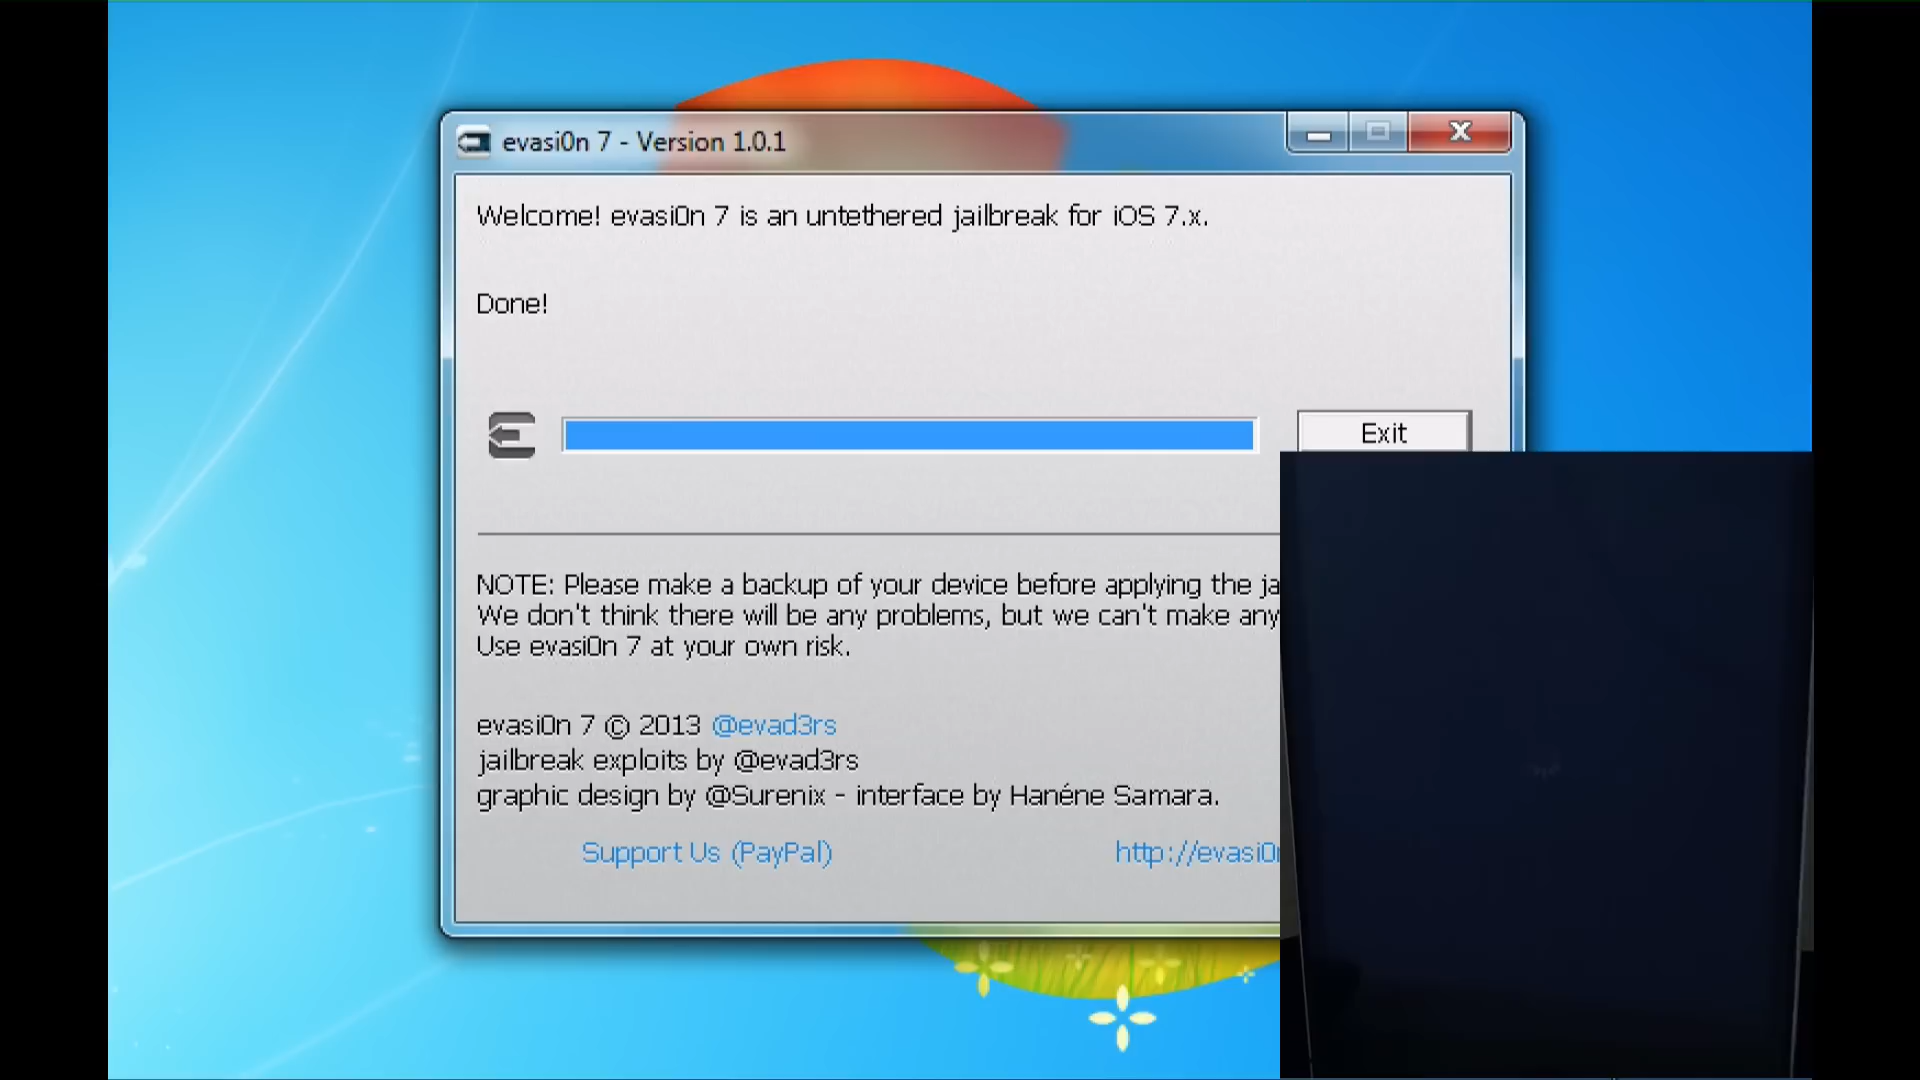 evasi0n 7 - Version 1.0.1
Welcome! evasi0n 7 is an untethered jailbreak for iOS 7.x.
Done!
Exit
NOTE: Please make a backup of your device before applying the
We don't think there will be any problems, but we can't make any
Use evasi0n 7 at your own risk.
evasi0n 7 © 2013 @evad3rs
jailbreak exploits by @evad3rs
graphic design by @Surenix - interface by Hanéne Samara.
Support Us (PayPal)